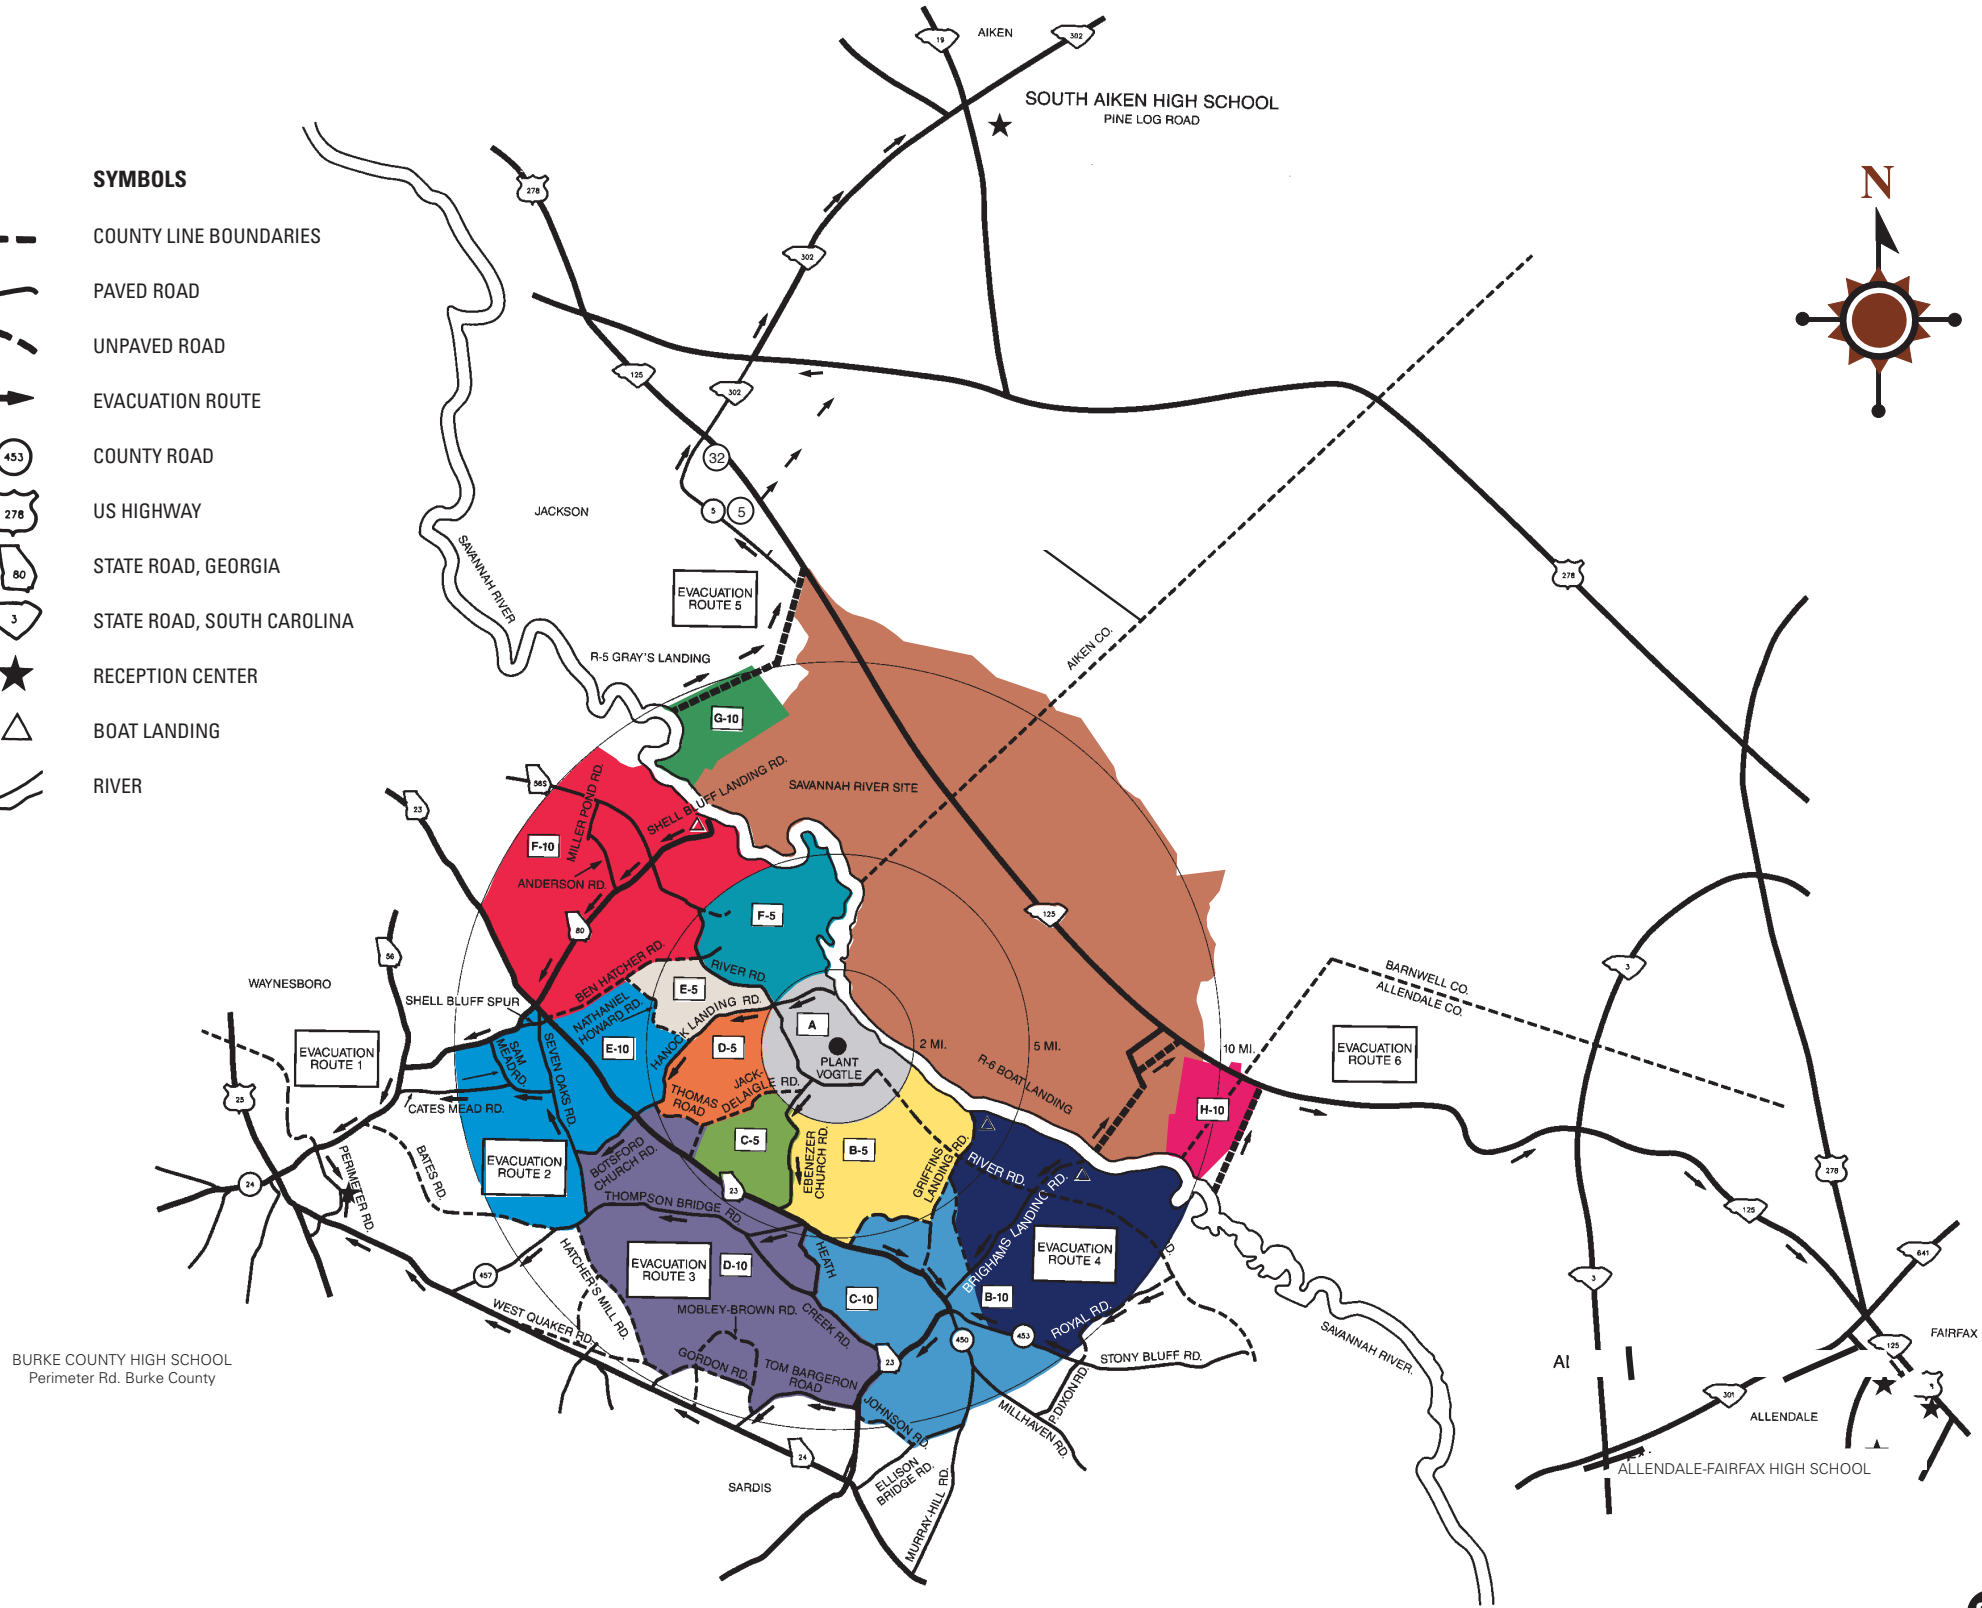 SYMBOLS
COUNTY LINE BOUNDARIES
PAVED ROAD
UNPAVED ROAD
EVACUATION ROUTE
453
COUNTY ROAD
278
US HIGHWAY
80
STATE ROAD, GEORGIA
3
STATE ROAD, SOUTH CAROLINA
RECEPTION CENTER
BOAT LANDING
RIVER
19
AIKEN
302
SOUTH AIKEN HIGH SCHOOL
PINE LOG ROAD
N
278
302
125
302
32
5
5
JACKSON
SAVANNAH RIVER
EVACUATION
ROUTE 5
278
AIKEN CO.
R-5 GRAY'S LANDING
G-10
SHELL BLUFF LANDING RD.
SAVANNAH RIVER SITE
56S
23
MILLER POND RD.
F-10
ANDERSON RD.
80
F-5
125
56
WAYNESBORO
BEN HATCHER RD.
RIVER RD.
E-5
SHELL BLUFF SPUR
NATHANIEL
HOWARD RD.
HANOCK LANDING RD.
A
PLANT
VOGTLE
2 MI.
5 MI.
10 MI.
EVACUATION
ROUTE 1
SAM
MEAD RD.
SEVEN OAKS RD.
E-10
D-5
R-6 BOAT LANDING
EVACUATION
ROUTE 6
BARNWELL CO.
ALLENDALE CO.
3
25
CATES MEAD RD.
THOMAS
ROAD
JACK-
DELAIGLE RD.
H-10
C-5
B-5
EBENEZER
CHURCH RD.
GRIFFINS
LANDING RD.
RIVER RD.
BOTSFORD
CHURCH RD.
EVACUATION
ROUTE 2
24
PERIMETER RD.
BATES RD.
23
THOMPSON BRIDGE RD.
BRIGHAMS LANDING RD.
EVACUATION
ROUTE 4
278
125
641
HATCHER'S MILL RD.
EVACUATION
ROUTE 3
D-10
HEATH
CREEK RD.
C-10
B-10
457
3
WEST QUAKER RD.
MOBLEY-BROWN RD.
ROYAL RD.
450
453
23
STONY BLUFF RD.
SAVANNAH RIVER.
FAIRFAX
125
BURKE COUNTY HIGH SCHOOL
Perimeter Rd. Burke County
GORDON RD.
TOM BARGERON
ROAD
Al
301
ALLENDALE
JOHNSON RD.
P.DIXON RD.
MILLHAVEN RD.
24
SARDIS
ELLISON
BRIDGE RD.
MURRAY-HILL RD.
ALLENDALE-FAIRFAX HIGH SCHOOL